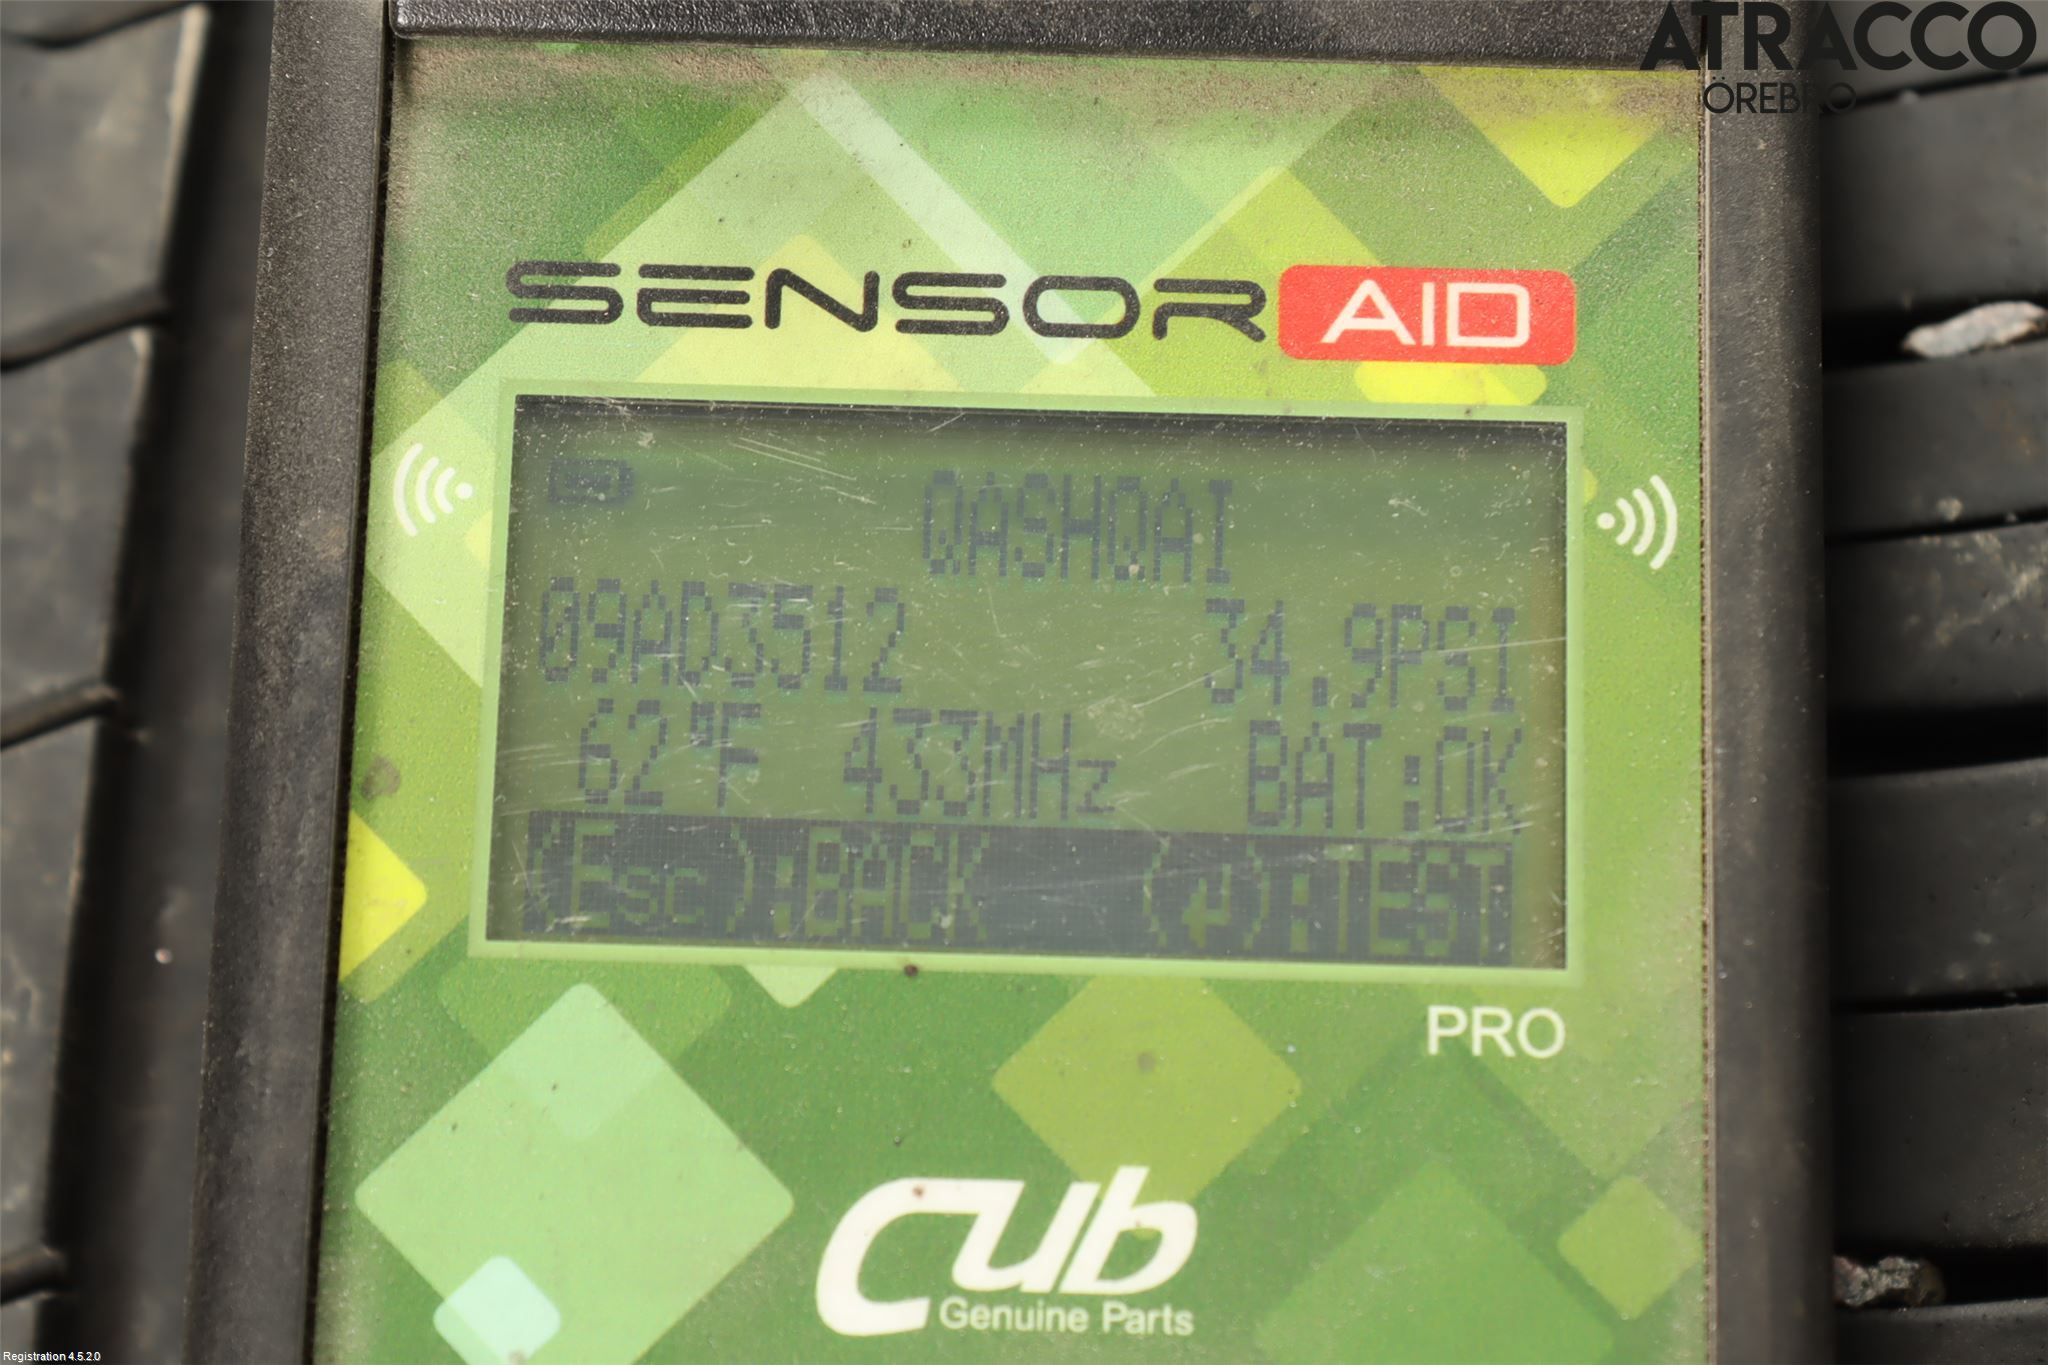 ATRACCO
ÖREBRO
SENSOR AID
QASHQAI
09AD3512 34.9PSI
62°F 433MHz BAT:OK
(Esc):BACK (↵):TEST
PRO
cub
Genuine Parts
Registration 4.5.2.0